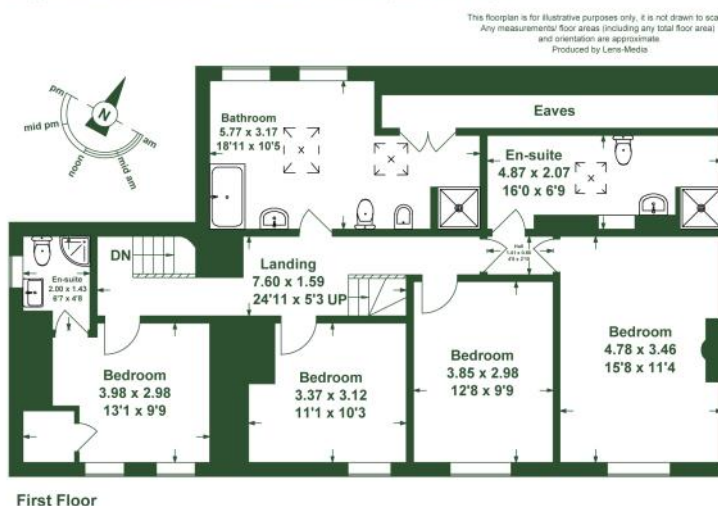 This floorplan is for illustrative purposes only, it is not drawn to sca
Any measurements/ floor areas (including any total floor area)
and orientation are approximate.
Produced by Lens-Media
pm
mid pm
noon
mid am
am
N
Bathroom
5.77 x 3.17
18'11 x 10'5
Eaves
En-suite
4.87 x 2.07
16'0 x 6'9
En-suite
2.00 x 1.43
6'7 x 4'8
DN
Landing
7.60 x 1.59
24'11 x 5'3 UP
Hall
Bedroom
3.98 x 2.98
13'1 x 9'9
Bedroom
3.37 x 3.12
11'1 x 10'3
Bedroom
3.85 x 2.98
12'8 x 9'9
Bedroom
4.78 x 3.46
15'8 x 11'4
First Floor